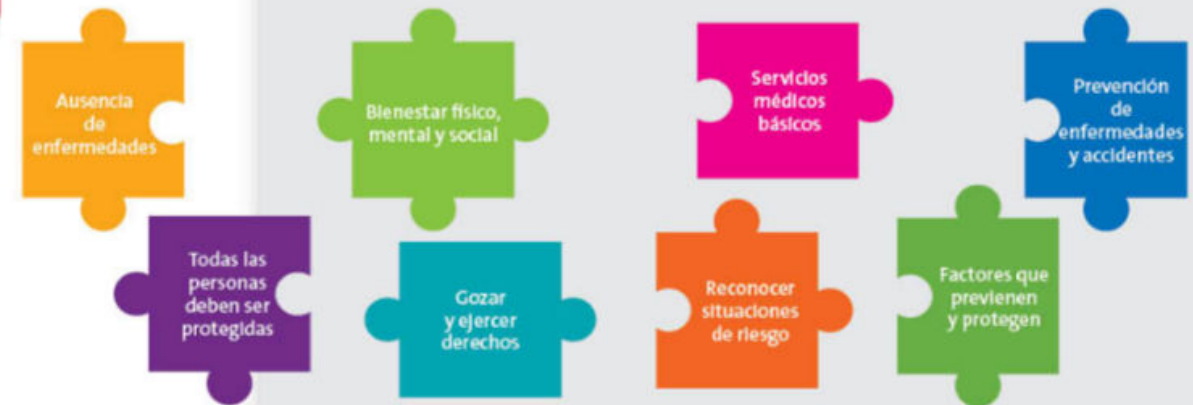 Ausencia
de
enfermedades
Bienestar físico,
mental y social
Servicios
médicos
básicos
Prevención
de
enfermedades
y accidentes
Todas las
personas
deben ser
protegidas
Gozar
y ejercer
derechos
Reconocer
situaciones
de riesgo
Factores que
previenen
y protegen